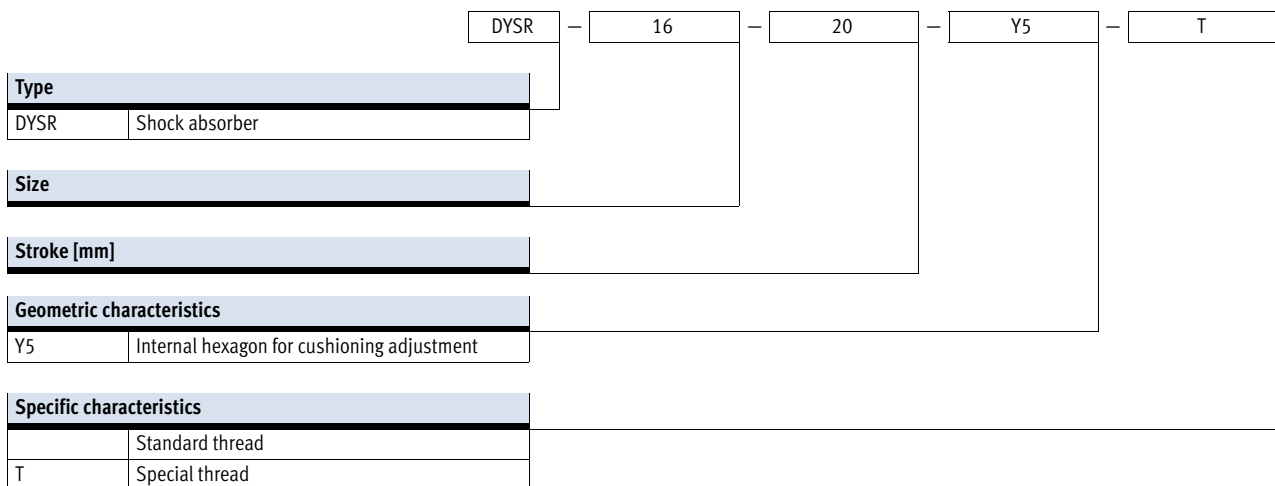 DYSR – 16 – 20 – Y5 – T
Type
DYSR Shock absorber
Size
Stroke [mm]
Geometric characteristics
Y5 Internal hexagon for cushioning adjustment
Specific characteristics
Standard thread
T Special thread